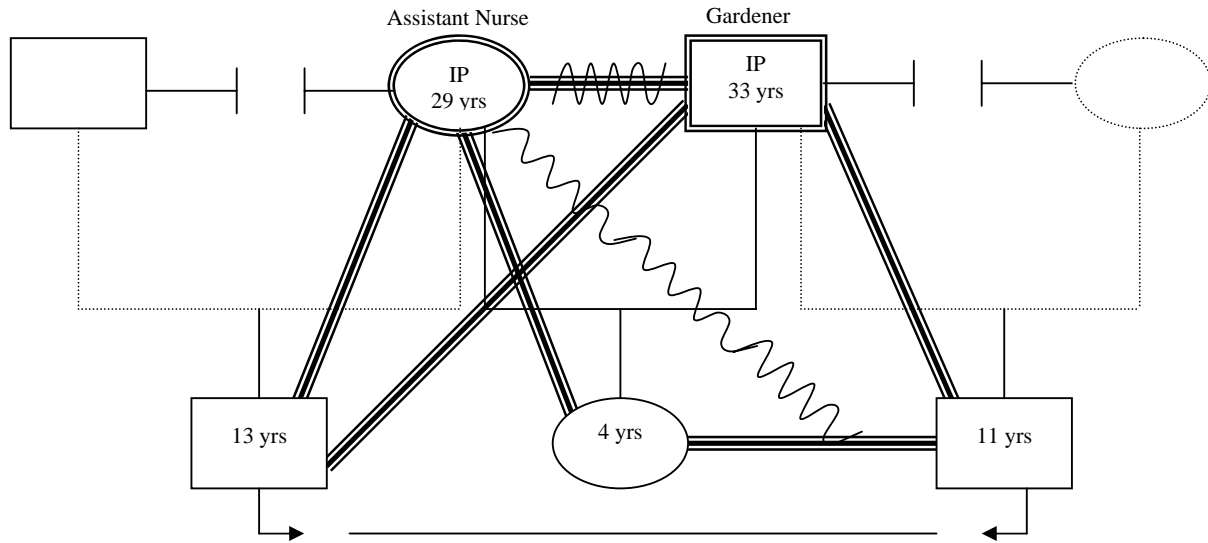 Assistant Nurse
Gardener
IP
29 yrs
IP
33 yrs
13 yrs
4 yrs
11 yrs